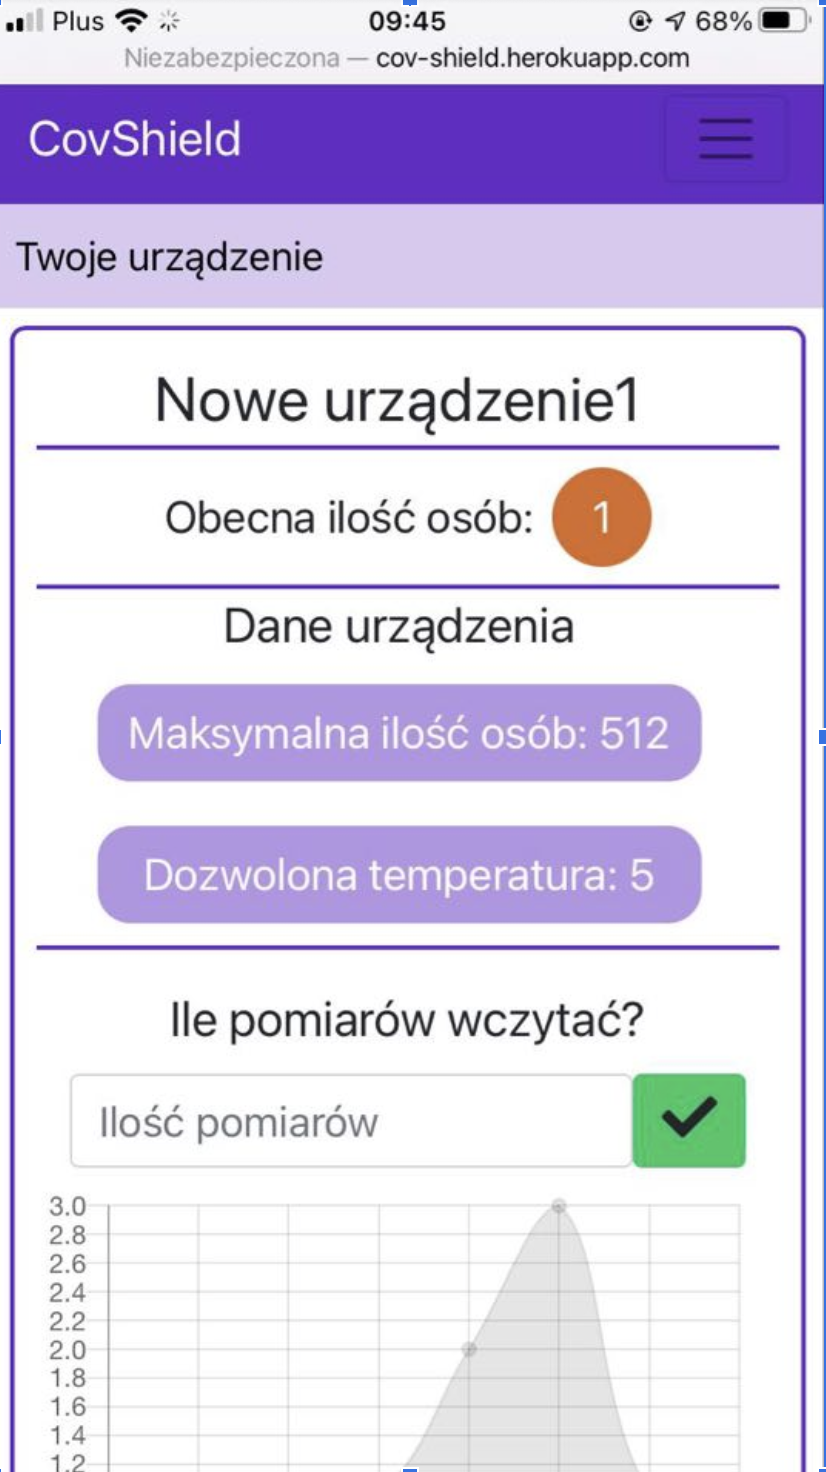 Plus 09:45 68%
Niezabezpieczona — cov-shield.herokuapp.com
CovShield
Twoje urządzenie
Nowe urządzenie1
Obecna ilość osób: 1
Dane urządzenia
Maksymalna ilość osób: 512
Dozwolona temperatura: 5
Ile pomiarów wczytać?
Ilość pomiarów
3.0
2.8
2.6
2.4
2.2
2.0
1.8
1.6
1.4
1.2